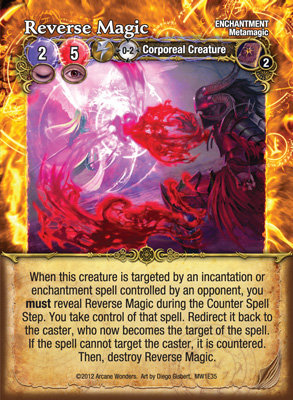 Reverse Magic
ENCHANTMENT
Metamagic
2 5 0-2 Corporeal Creature
2
When this creature is targeted by an incantation or
enchantment spell controlled by an opponent, you
must reveal Reverse Magic during the Counter Spell
Step. You take control of that spell. Redirect it back to
the caster, who now becomes the target of the spell.
If the spell cannot target the caster, it is countered.
Then, destroy Reverse Magic.
©2012 Arcane Wonders. Art by Diego Gisbert. MW1E35